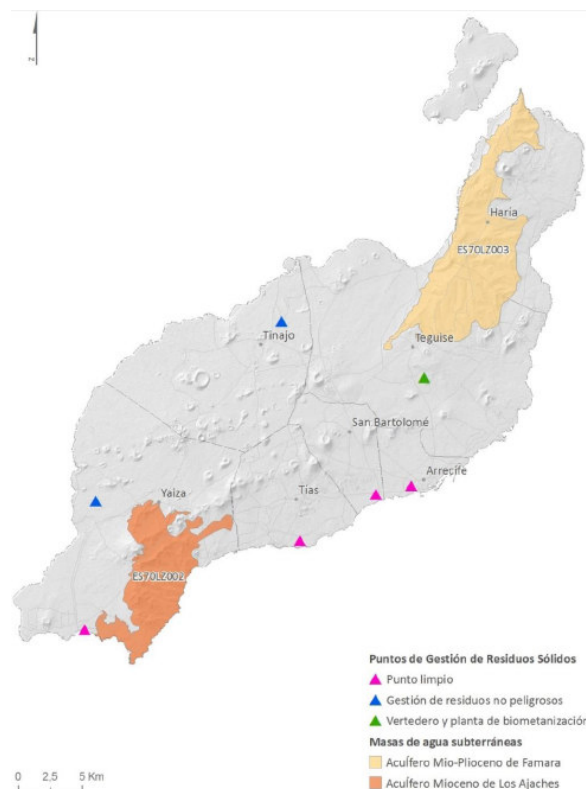 N
Haria
ES70LZ003
Tinajo
Teguise
San Bartolomé
Arrecife
Yaiza
Tías
ES70LZ002
Puntos de Gestión de Residuos Sólidos
Punto limpio
Gestión de residuos no peligrosos
Vertedero y planta de biometanización
Masas de agua subterráneas
Acuífero Mio-Plioceno de Famara
Acuífero Mioceno de Los Ajaches
0 2,5 5 Km